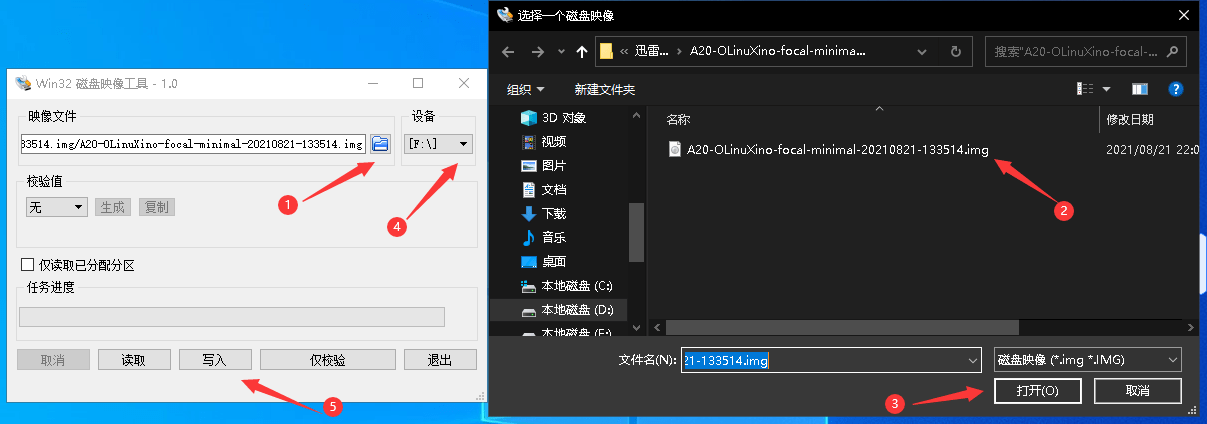 Win32 磁盘映像工具 - 1.0
映像文件
设备
33514.img/A20-OLinuXino-focal-minimal-20210821-133514.img
[F:\]
1
4
校验值
无
生成
复制
仅读取已分配分区
任务进度
取消
读取
写入
仅校验
退出
5
选择一个磁盘映像
« 迅雷... › A20-OLinuXino-focal-minima...
搜索"A20-OLinuXino-focal-...
组织
新建文件夹
?
3D 对象
视频
图片
文档
下载
音乐
桌面
本地磁盘 (C:)
本地磁盘 (D:)
本地磁盘 (E:)
名称
修改日期
A20-OLinuXino-focal-minimal-20210821-133514.img
2021/08/21 22:0
2
文件名(N):
21-133514.img
磁盘映像 (*.img *.IMG)
3
打开(O)
取消